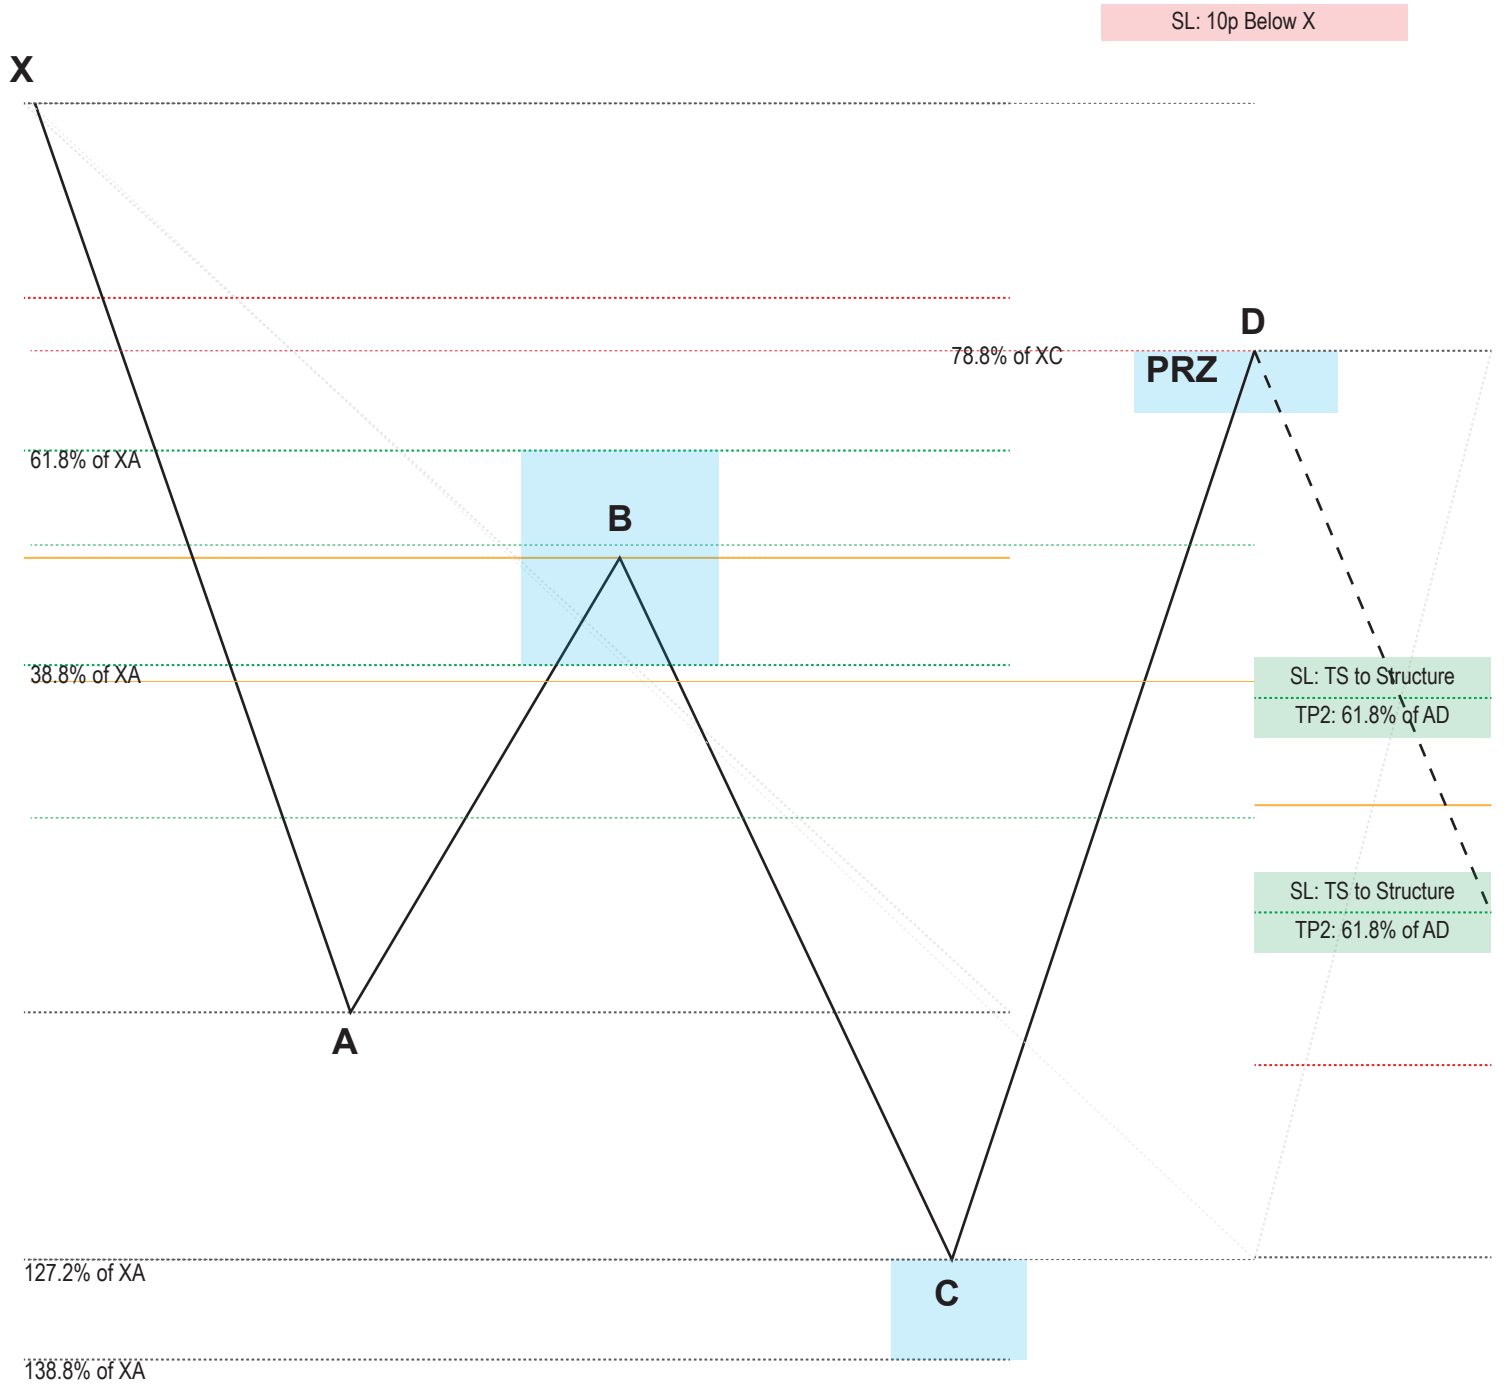 SL: 10p Below X
X
D
78.8% of XC
PRZ
61.8% of XA
B
38.8% of XA
SL: TS to Structure
TP2: 61.8% of AD
SL: TS to Structure
TP2: 61.8% of AD
A
127.2% of XA
C
138.8% of XA